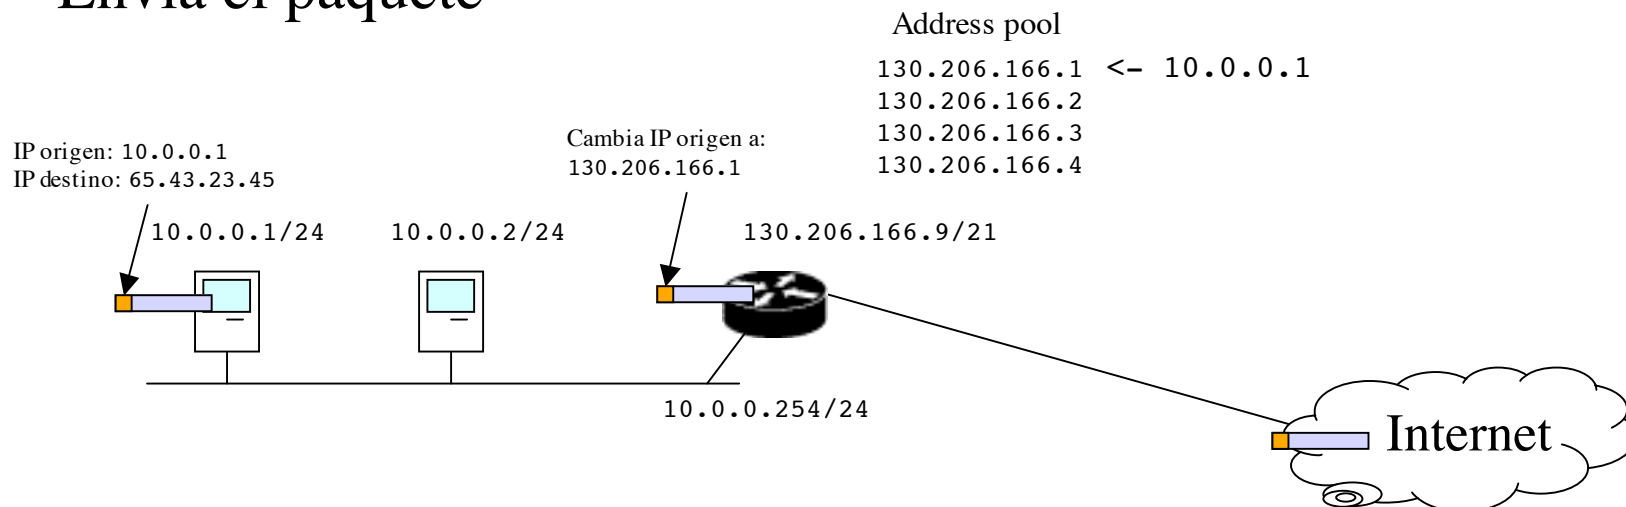 Envía el paquete
Address pool
130.206.166.1 <- 10.0.0.1
130.206.166.2
130.206.166.3
130.206.166.4
Cambia IP origen a:
130.206.166.1
IP origen: 10.0.0.1
IP destino: 65.43.23.45
10.0.0.1/24
10.0.0.2/24
130.206.166.9/21
10.0.0.254/24
Internet